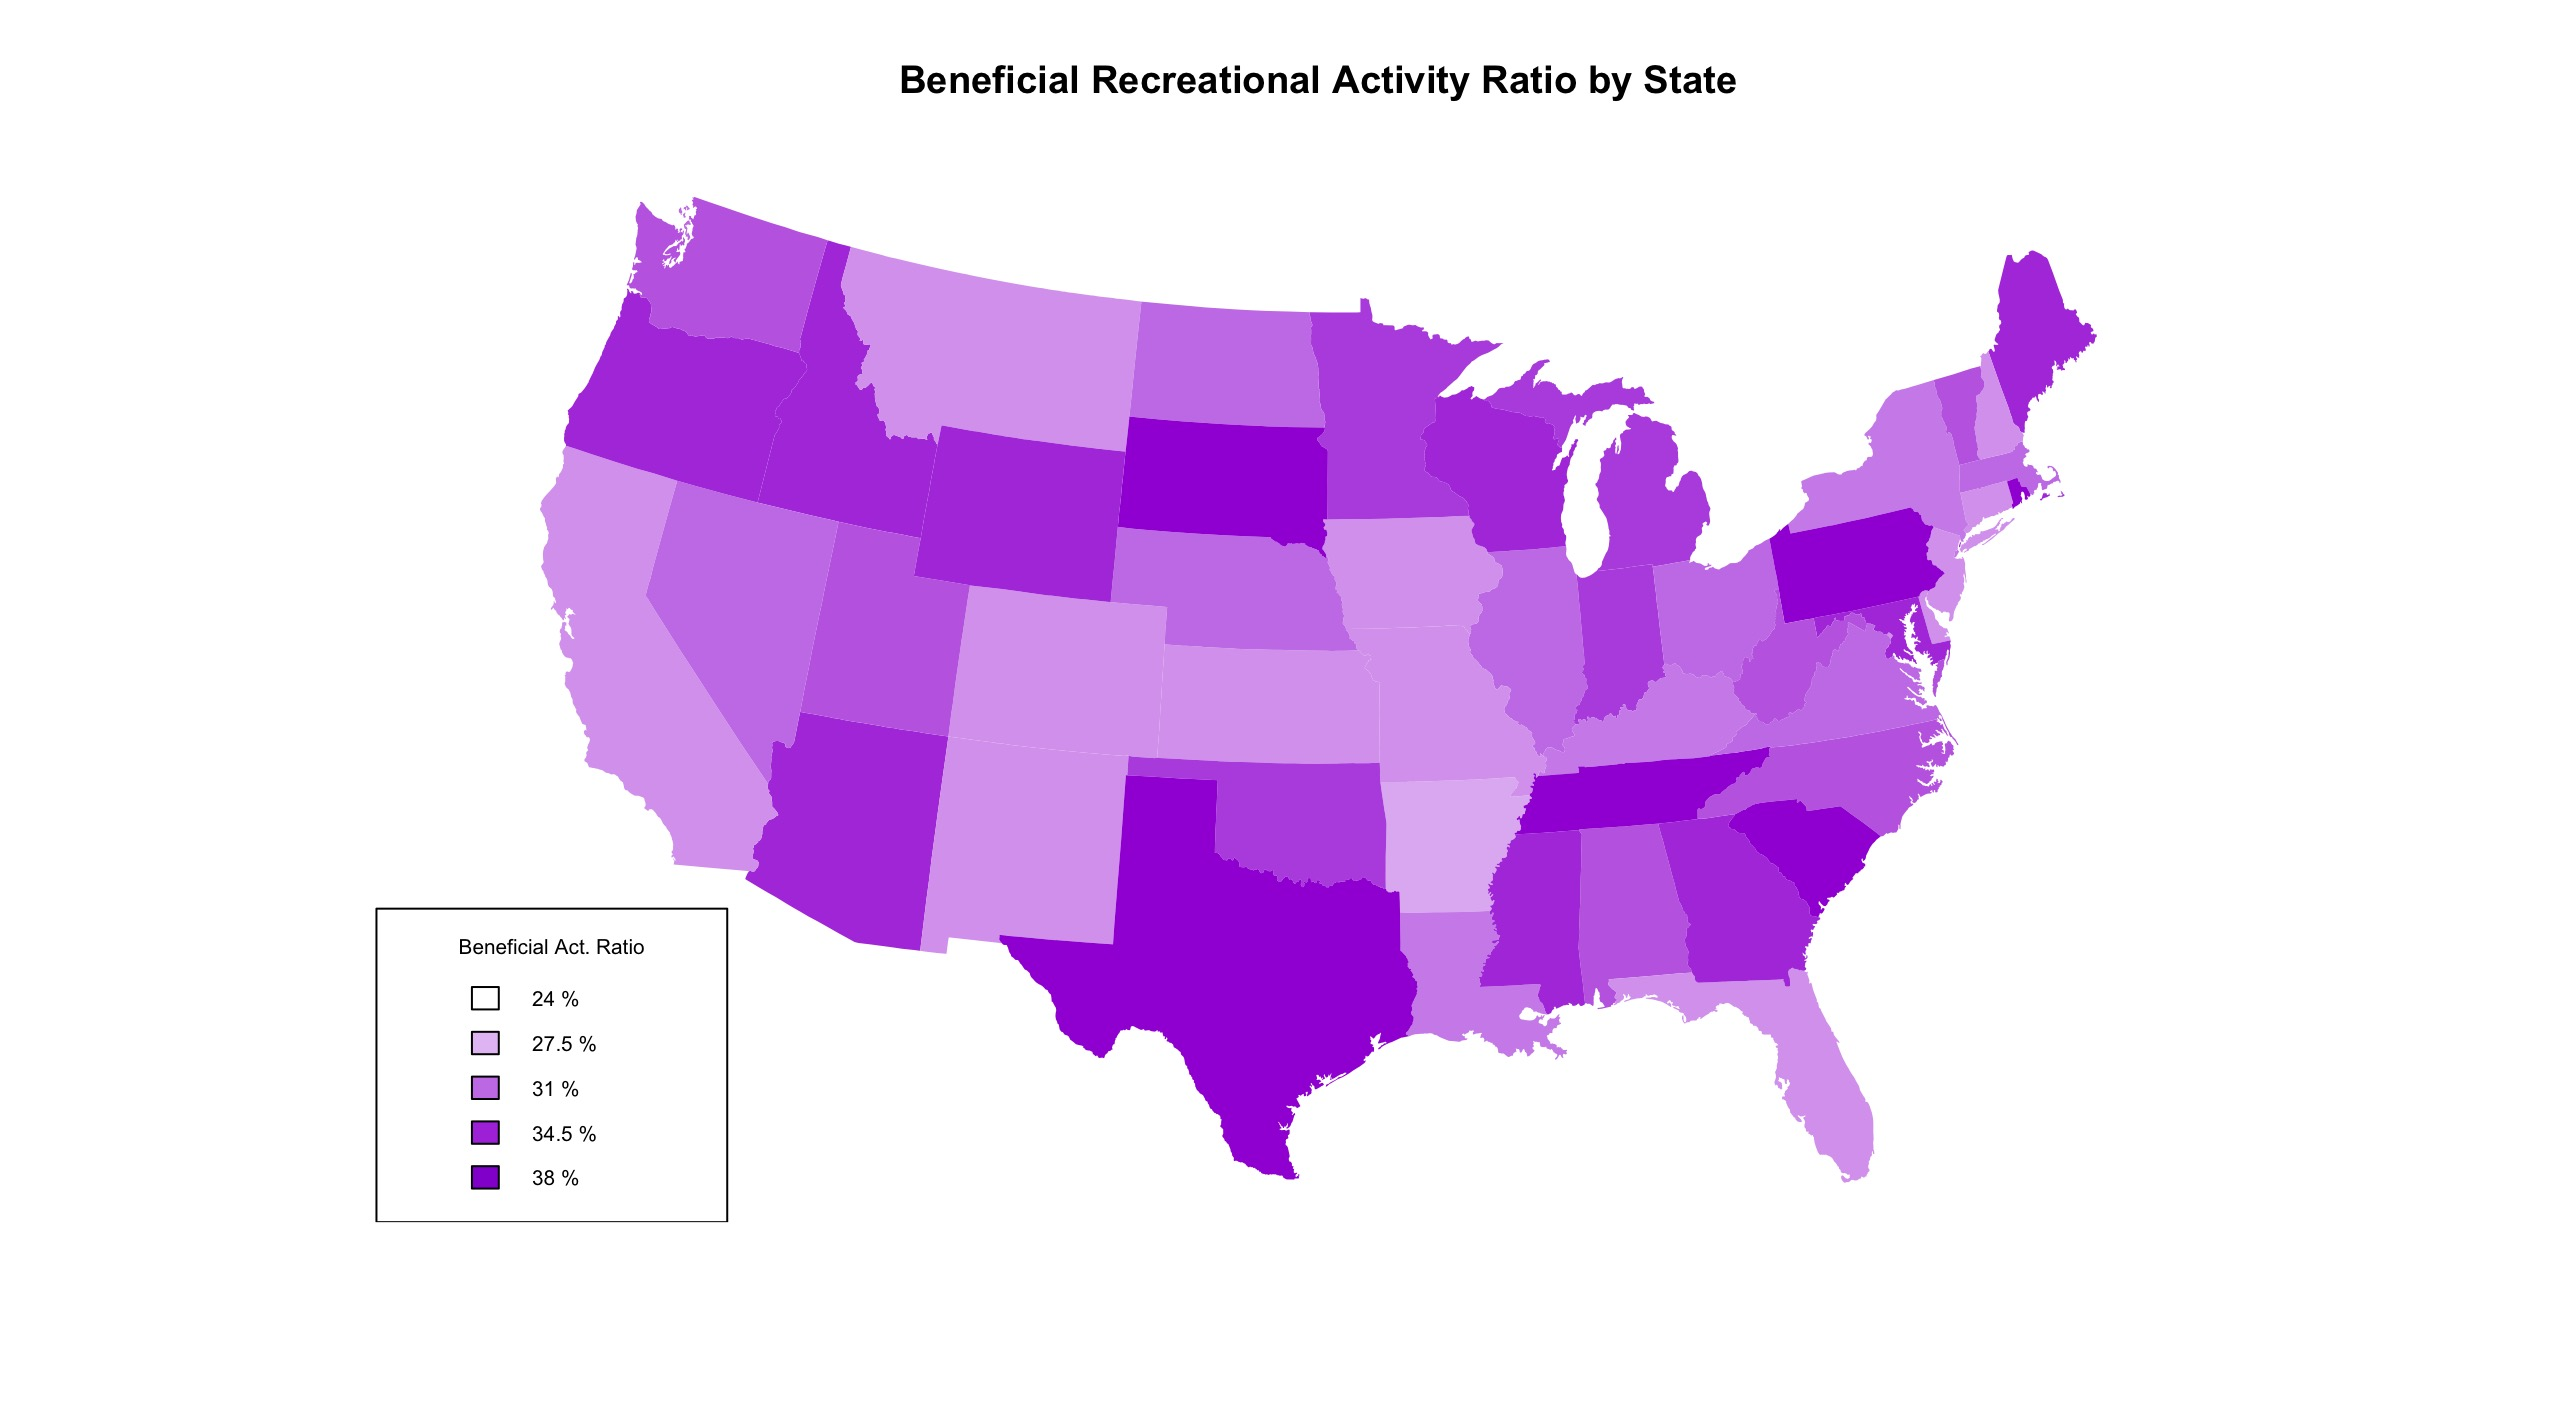 Beneficial Recreational Activity Ratio by State
Beneficial Act. Ratio
24 %
27.5 %
31 %
34.5 %
38 %